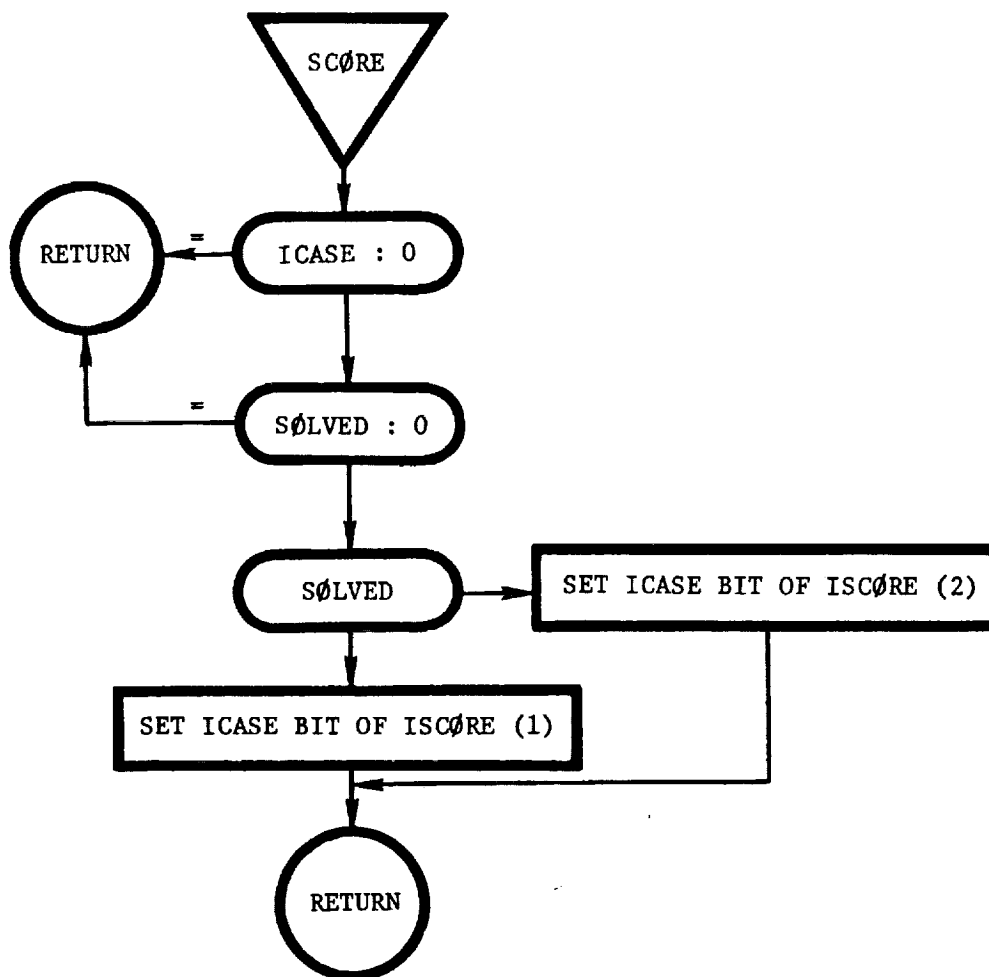 SCØRE
RETURN
=
ICASE : 0
=
SØLVED : 0
SØLVED
SET ICASE BIT OF ISCØRE (2)
SET ICASE BIT OF ISCØRE (1)
RETURN